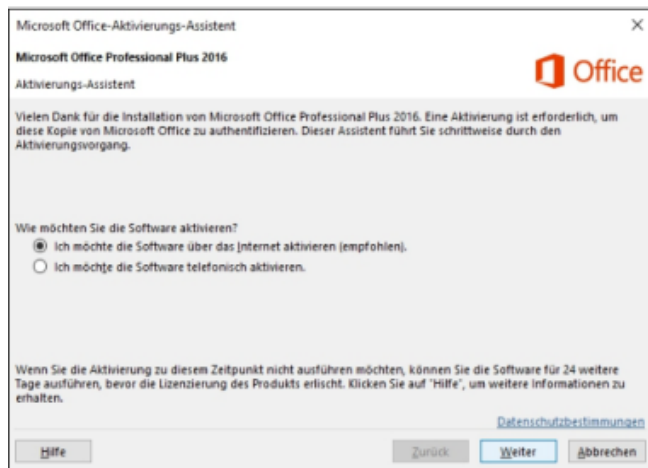 Microsoft Office-Aktivierungs-Assistent
Microsoft Office Professional Plus 2016
Office
Aktivierungs-Assistent
Vielen Dank für die Installation von Microsoft Office Professional Plus 2016. Eine Aktivierung ist erforderlich, um
diese Kopie von Microsoft Office zu authentifizieren. Dieser Assistent führt Sie schrittweise durch den
Aktivierungsvorgang.
Wie möchten Sie die Software aktivieren?
Ich möchte die Software über das Internet aktivieren (empfohlen).
Ich möchte die Software telefonisch aktivieren.
Wenn Sie die Aktivierung zu diesem Zeitpunkt nicht ausführen möchten, können Sie die Software für 24 weitere
Tage ausführen, bevor die Lizenzierung des Produkts erlischt. Klicken Sie auf "Hilfe", um weitere Informationen zu
erhalten.
Datenschutzbestimmungen
Hilfe Zurück Weiter Abbrechen